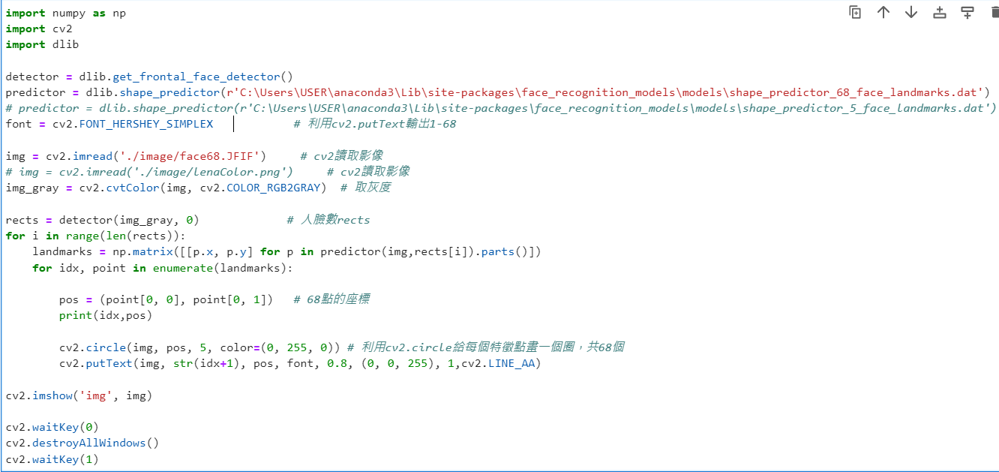 import numpy as np
import cv2
import dlib
detector = dlib.get_frontal_face_detector()
predictor = dlib.shape_predictor(r'C:\Users\USER\anaconda3\Lib\site-packages\face_recognition_models\models\shape_predictor_68_face_landmarks.dat')
# predictor = dlib.shape_predictor(r'C:\Users\USER\anaconda3\Lib\site-packages\face_recognition_models\models\shape_predictor_5_face_landmarks.dat')
font = cv2.FONT_HERSHEY_SIMPLEX            # 利用cv2.putText輸出1-68
img = cv2.imread('./image/face68.JFIF')     # cv2讀取影像
# img = cv2.imread('./image/lenaColor.png')     # cv2讀取影像
img_gray = cv2.cvtColor(img, cv2.COLOR_RGB2GRAY)  # 取灰度
rects = detector(img_gray, 0)             # 人臉數rects
for i in range(len(rects)):
    landmarks = np.matrix([[p.x, p.y] for p in predictor(img,rects[i]).parts()])
    for idx, point in enumerate(landmarks):
        pos = (point[0, 0], point[0, 1])   # 68點的座標
        print(idx,pos)
        cv2.circle(img, pos, 5, color=(0, 255, 0)) # 利用cv2.circle給每個特徵點畫一個圈，共68個
        cv2.putText(img, str(idx+1), pos, font, 0.8, (0, 0, 255), 1,cv2.LINE_AA)
cv2.imshow('img', img)
cv2.waitKey(0)
cv2.destroyAllWindows()
cv2.waitKey(1)